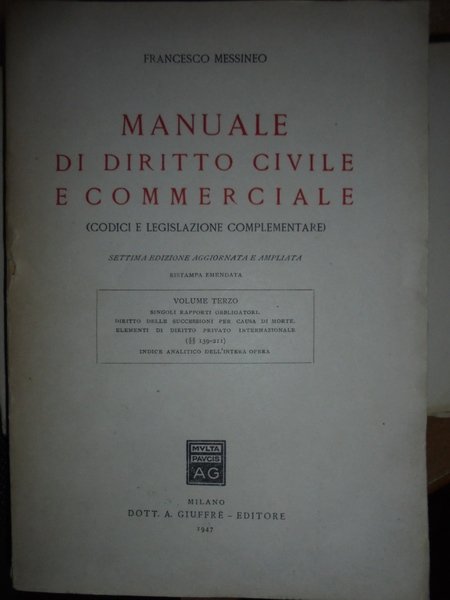 FRANCESCO MESSINEO
MANUALE
DI DIRITTO CIVILE
E COMMERCIALE
(CODICI E LEGISLAZIONE COMPLEMENTARE)
SETTIMA EDIZIONE AGGIORNATA E AMPLIATA
RISTAMPA EMENDATA
VOLUME TERZO
SINGOLI RAPPORTI OBBLIGATORI.
DIRITTO DELLE SUCCESSIONI PER CAUSA DI MORTE.
ELEMENTI DI DIRITTO PRIVATO INTERNAZIONALE
(§§ 139-211)
INDICE ANALITICO DELL'INTERA OPERA
MVLTA
PAVCIS
AG
MILANO
DOTT. A. GIUFFRÈ - EDITORE
1947